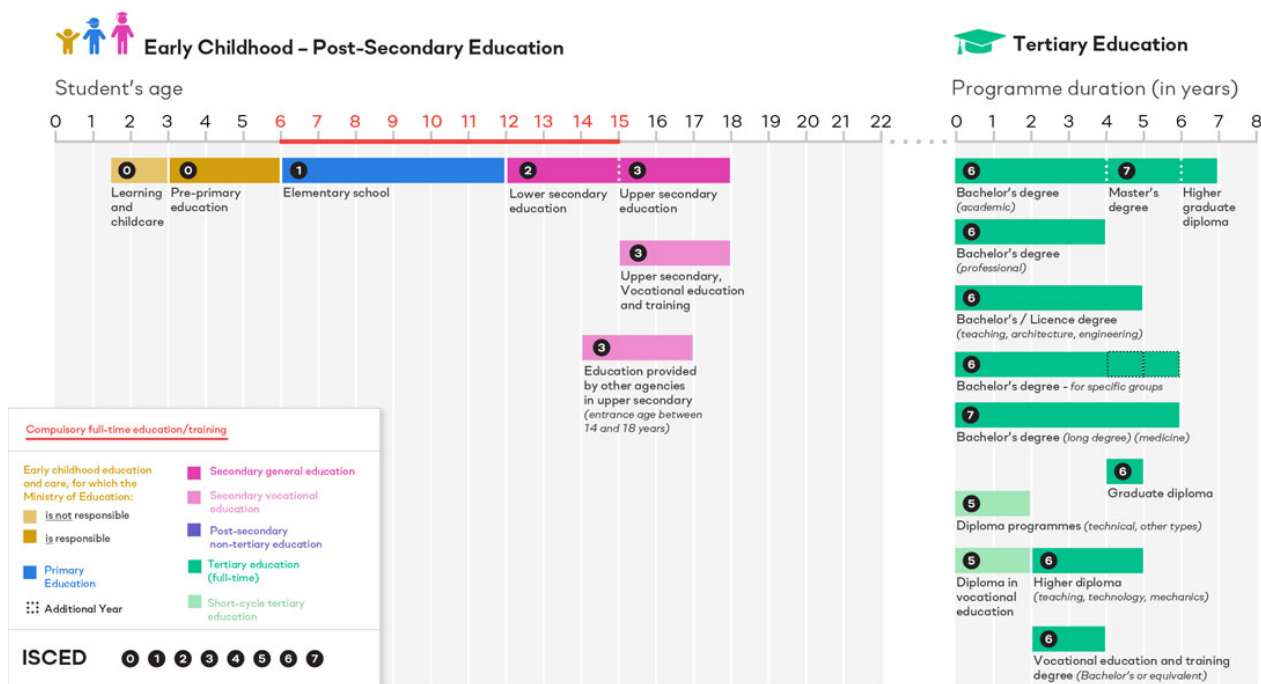 Early Childhood – Post-Secondary Education
Student's age
0 1 2 3 4 5 6 7 8 9 10 11 12 13 14 15 16 17 18 19 20 21 22
0
Learning
and
childcare
0
Pre-primary
education
1
Elementary school
2
Lower secondary
education
3
Upper secondary
education
3
Upper secondary,
Vocational education
and training
3
Education provided
by other agencies
in upper secondary
(entrance age between
14 and 18 years)
Compulsory full-time education/training
Early childhood education
and care, for which the
Ministry of Education:
is not responsible
is responsible
Primary
Education
Additional Year
Secondary general education
Secondary vocational
education
Post-secondary
non-tertiary education
Tertiary education
(full-time)
Short-cycle tertiary
education
ISCED 0 1 2 3 4 5 6 7
Tertiary Education
Programme duration (in years)
0 1 2 3 4 5 6 7 8
6
Bachelor's degree
(academic)
7
Master's
degree
Higher
graduate
diploma
6
Bachelor's degree
(professional)
6
Bachelor's / Licence degree
(teaching, architecture, engineering)
6
Bachelor's degree - for specific groups
7
Bachelor's degree (long degree) (medicine)
6
Graduate diploma
5
Diploma programmes (technical, other types)
5
Diploma in
vocational
education
6
Higher diploma
(teaching, technology, mechanics)
6
Vocational education and training
degree (Bachelor's or equivalent)